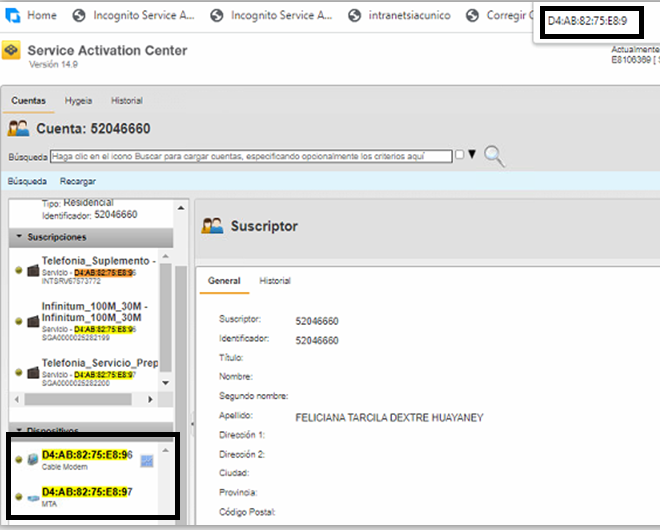 Home Incognito Service A... Incognito Service A... intranetsiacunico Corregir
D4:AB:82:75:E8:9
Service Activation Center
Versión 14.9
Actualmente
E8106389 [
Cuentas Hygeia Historial
Cuenta: 52046660
Búsqueda Haga clic en el icono Buscar para cargar cuentas, especificando opcionalmente los criterios aquí
Búsqueda Recargar
Tipo: Residencial
Identificador: 52046660
Suscripciones
Telefonia_Suplemento -
Servicio - D4:AB:82:75:E8:96
INTSRV67573772
Infinitum_100M_30M -
Infinitum_100M_30M
Servicio - D4:AB:82:75:E8:96
SGA0000025282199
Telefonia_Servicio_Prep
Servicio - D4:AB:82:75:E8:97
SGA0000025282200
Dispositivos
D4:AB:82:75:E8:96
Cable Modem
D4:AB:82:75:E8:97
MTA
Suscriptor
General Historial
Suscriptor: 52046660
Identificador: 52046660
Título:
Nombre:
Segundo nombre:
Apellido: FELICIANA TARCILA DEXTRE HUAYANEY
Dirección 1:
Dirección 2:
Ciudad:
Provincia:
Código Postal: